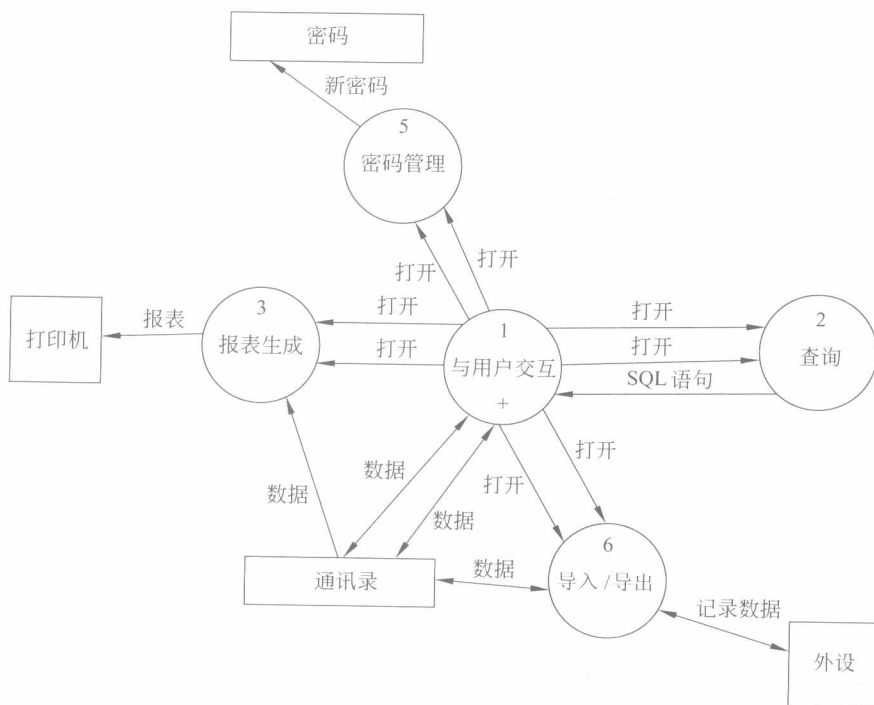 密码
新密码
5
密码管理
打开
打开
打印机
报表
3
报表生成
打开
打开
1
与用户交互
+
打开
打开
SQL 语句
2
查询
数据
数据
数据
打开
打开
通讯录
数据
6
导入/导出
记录数据
外设